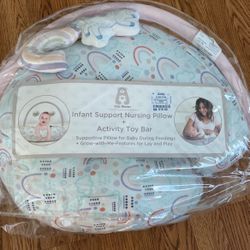 Infant Support Nursing Pillow
+
Activity Toy Bar
Supportive Pillow for Baby During Feedings
+ Grow-with-Me-Features for Lay and Play